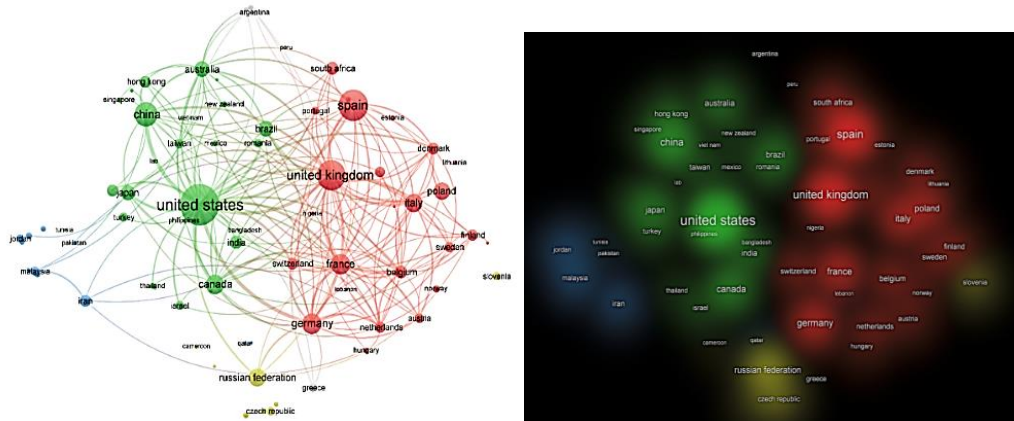 argentina
peru
australia
south africa
hong kong
singapore
china
new zealand
portugal
spain
estonia
viet nam
brazil
taiwan
mexico
romania
denmark
lithuania
lao
united kingdom
japan
poland
united states
italy
turkey
philippines
nigeria
bangladesh
india
finland
sweden
jordan
tunisia
pakistan
switzerland
france
belgium
malaysia
slovenia
thailand
canada
lebanon
norway
iran
israel
germany
netherlands
austria
cameroon
qatar
hungary
russian federation
greece
czech republic
argentina
peru
australia
south africa
hong kong
singapore
china
new zealand
portugal
spain
estonia
viet nam
brazil
taiwan
mexico
romania
denmark
lithuania
lao
united kingdom
japan
poland
united states
italy
turkey
philippines
nigeria
bangladesh
india
finland
sweden
jordan
tunisia
pakistan
switzerland
france
belgium
malaysia
slovenia
thailand
canada
lebanon
norway
iran
israel
germany
netherlands
austria
cameroon
qatar
hungary
russian federation
greece
czech republic